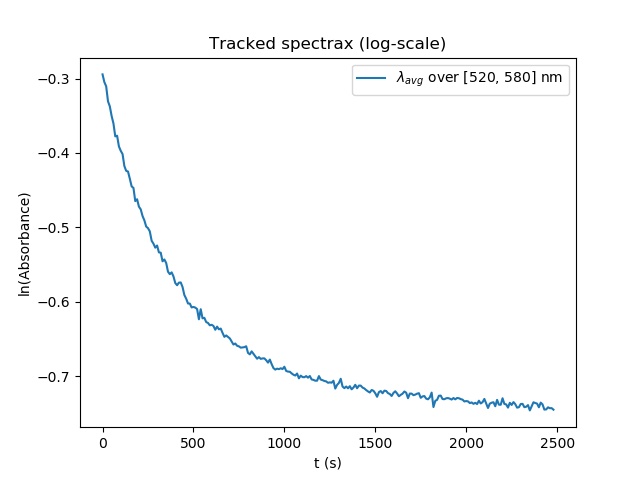 Tracked spectrax (log-scale)
λavg over [520, 580] nm
ln(Absorbance)
−0.3
−0.4
−0.5
−0.6
−0.7
0
500
1000
1500
2000
2500
t (s)